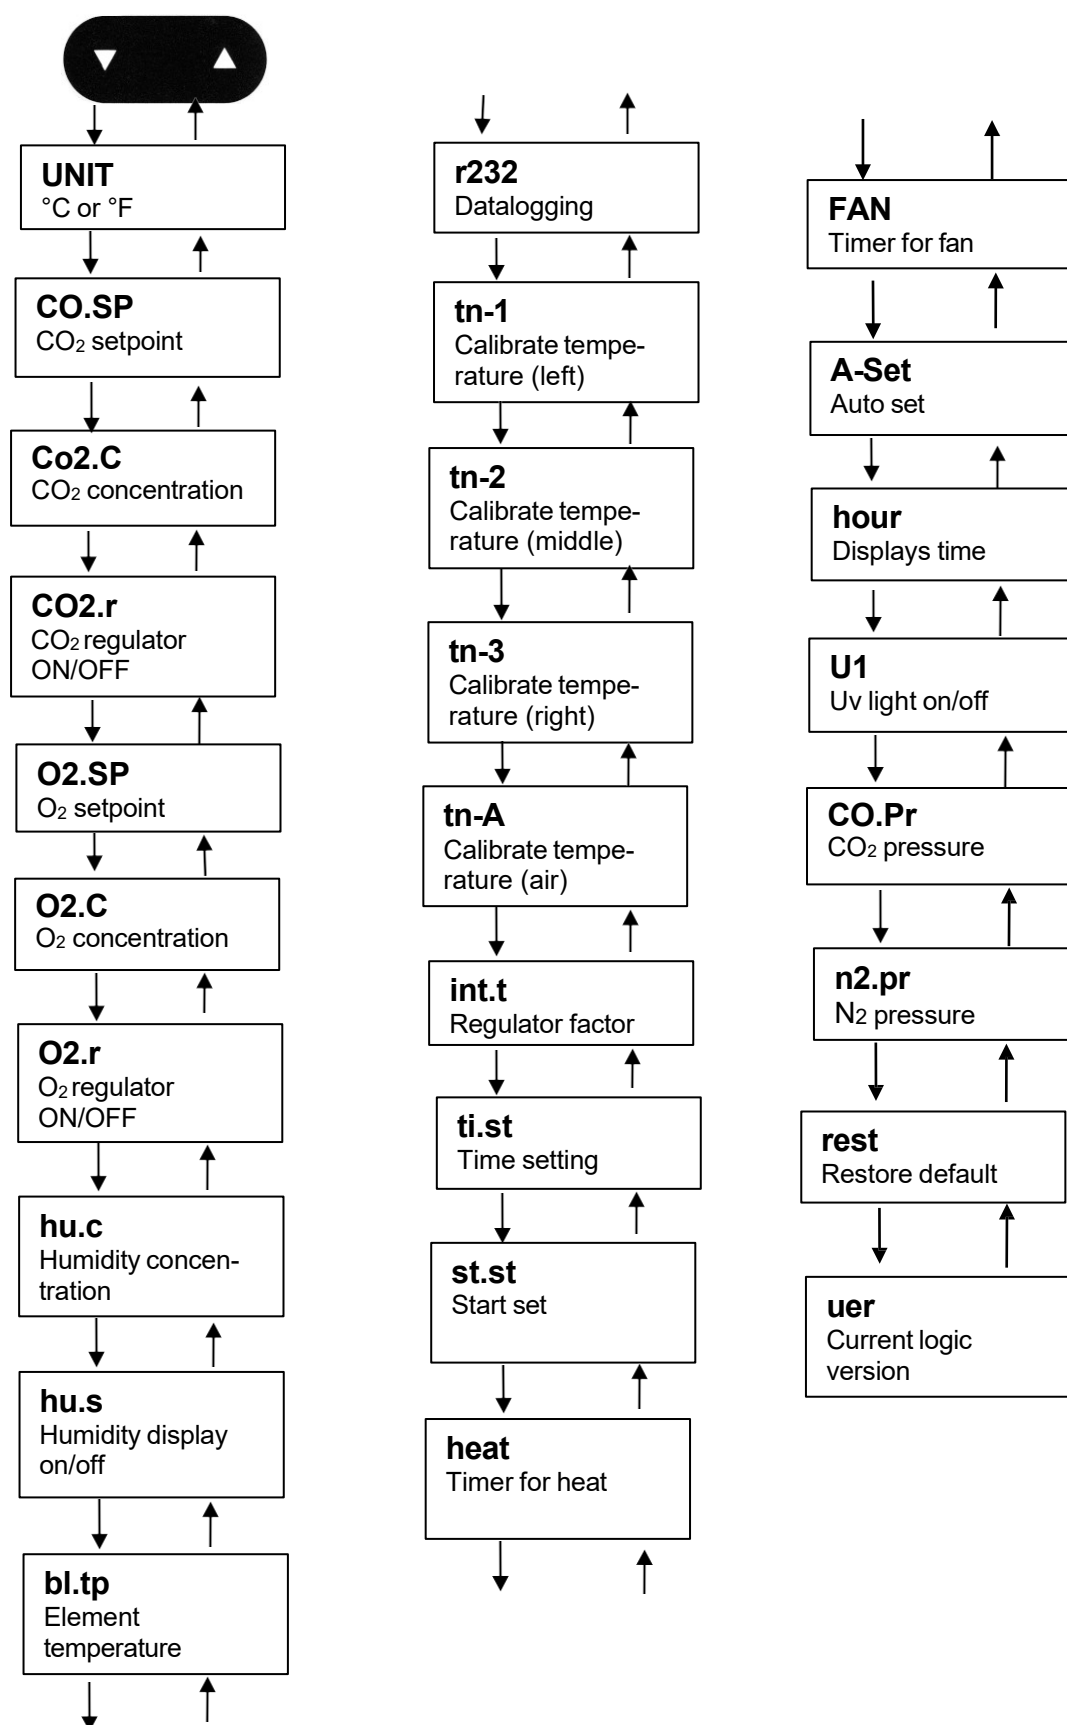 UNIT
°C or °F
CO.SP
CO₂ setpoint
Co2.C
CO₂ concentration
CO2.r
CO₂ regulator
ON/OFF
O2.SP
O₂ setpoint
O2.C
O₂ concentration
O2.r
O₂ regulator
ON/OFF
hu.c
Humidity concen-
tration
hu.s
Humidity display
on/off
bl.tp
Element
temperature
r232
Datalogging
tn-1
Calibrate tempe-
rature (left)
tn-2
Calibrate tempe-
rature (middle)
tn-3
Calibrate tempe-
rature (right)
tn-A
Calibrate tempe-
rature (air)
int.t
Regulator factor
ti.st
Time setting
st.st
Start set
heat
Timer for heat
FAN
Timer for fan
A-Set
Auto set
hour
Displays time
U1
Uv light on/off
CO.Pr
CO₂ pressure
n2.pr
N₂ pressure
rest
Restore default
uer
Current logic
version